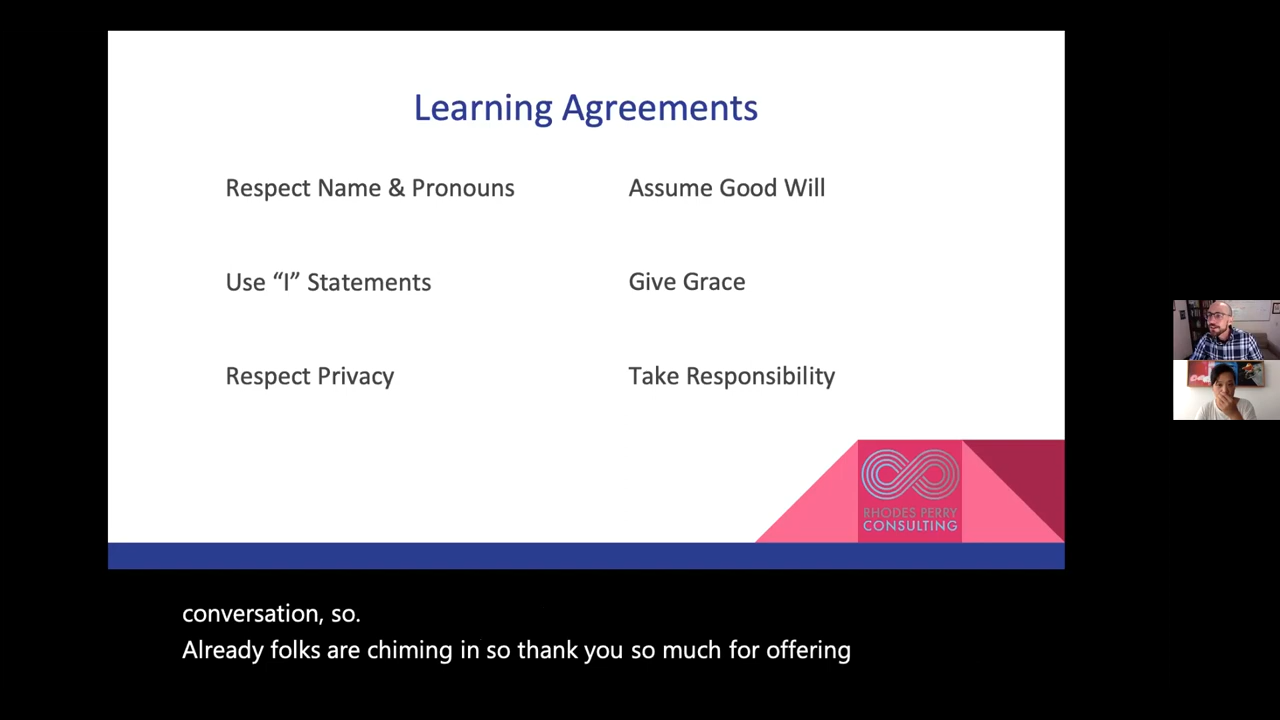 Learning Agreements
Respect Name & Pronouns
Assume Good Will
Use “I” Statements
Give Grace
Respect Privacy
Take Responsibility
RHODES PERRY
CONSULTING
conversation, so.
Already folks are chiming in so thank you so much for offering